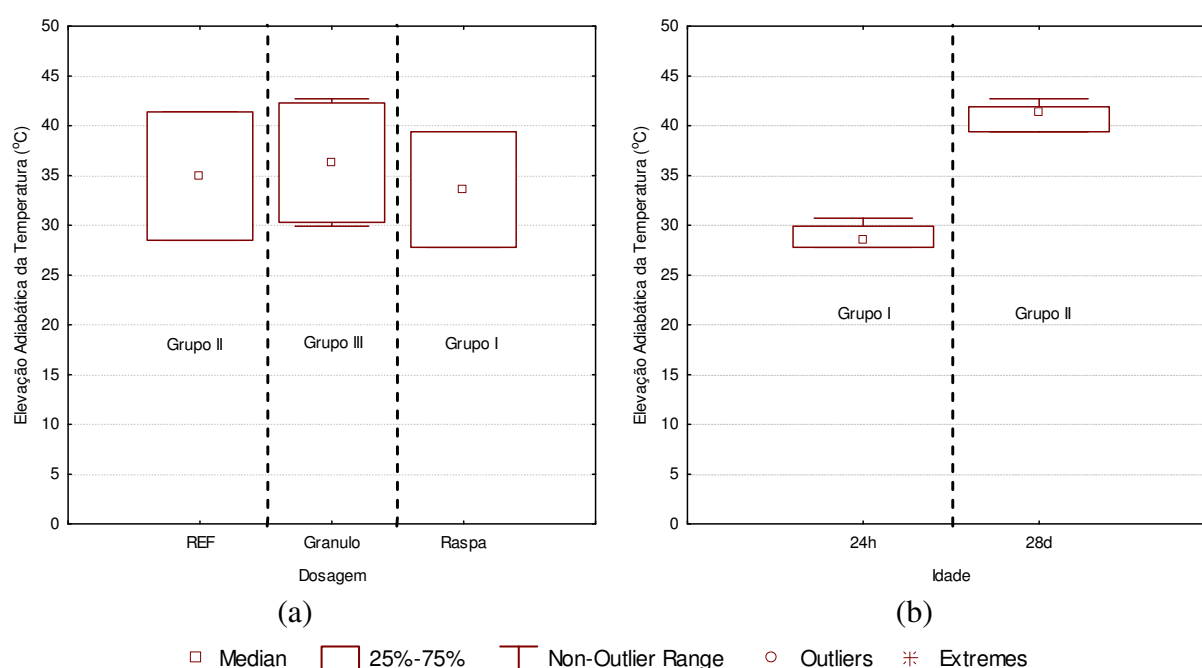 50
45
40
35
30
25
20
15
10
5
0
Elevação Adiabática da Temperatura (°C)
Grupo II
Grupo III
Grupo I
REF
Granulo
Raspa
Dosagem
(a)
50
45
40
35
30
25
20
15
10
5
0
Elevação Adiabática da Temperatura (°C)
Grupo I
Grupo II
24h
28d
Idade
(b)
Median
25%-75%
Non-Outlier Range
Outliers
Extremes